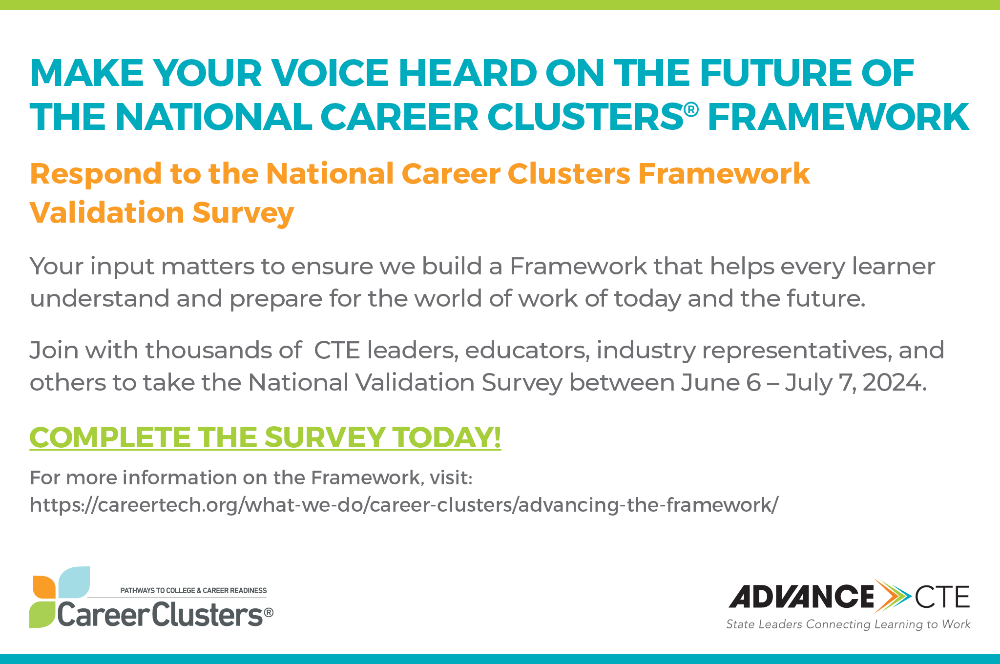 MAKE YOUR VOICE HEARD ON THE FUTURE OF
THE NATIONAL CAREER CLUSTERS® FRAMEWORK
Respond to the National Career Clusters Framework
Validation Survey
Your input matters to ensure we build a Framework that helps every learner
understand and prepare for the world of work of today and the future.
Join with thousands of  CTE leaders, educators, industry representatives, and
others to take the National Validation Survey between June 6 – July 7, 2024.
COMPLETE THE SURVEY TODAY!
For more information on the Framework, visit:
https://careertech.org/what-we-do/career-clusters/advancing-the-framework/
PATHWAYS TO COLLEGE & CAREER READINESS
CareerClusters®
ADVANCE CTE
State Leaders Connecting Learning to Work